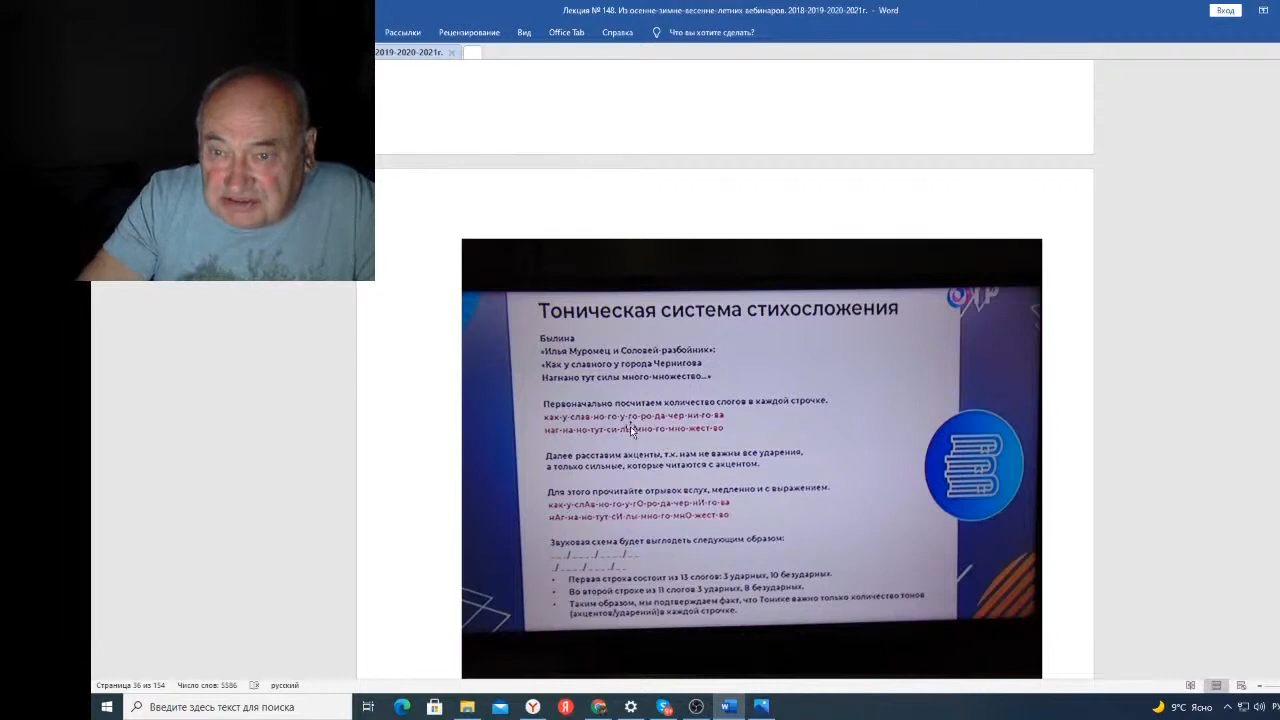 Лекция № 148. Из осенне-зимне-весенне-летних вебинаров. 2018-2019-2020-2021г. - Word
Вход
Рассылки Рецензирование Вид Office Tab Справка Что вы хотите сделать?
2019-2020-2021г.
ОТР
Тоническая система стихосложения
Былина
«Илья Муромец и Соловей-разбойник»:
«Как у славного у города Чернигова
Нагнано тут силы много-множество...»
Первоначально посчитаем количество слогов в каждой строчке.
как-у-слав-но-го-у-го-ро-да-чер-ни-го-ва
наг-на-но-тут-си-лы-мно-го-мно-жест-во
Далее расставим акценты, т.к. нам не важны все ударения,
а только сильные, которые читаются с акцентом.
Для этого прочитайте отрывок вслух, медленно и с выражением.
как-у-слАв-но-го-у-гО-ро-да-чер-нИ-го-ва
нАг-на-но-тут-сИ-лы-мно-го-мнО-жест-во
Звуковая схема будет выглядеть следующим образом:
_ _ ./_ _ _ ./_ _ _ ./_ _
./_ _ _ ./_ _ _ ./_ _
• Первая строка состоит из 13 слогов: 3 ударных, 10 безударных.
• Во второй строке из 11 слогов 3 ударных, 8 безударных.
• Таким образом, мы подтверждаем факт, что Тонике важно только количество тонов
(акцентов/ударений)в каждой строчке.
Страница 36 из 154 Число слов: 5586 русский
Введите здесь текст для поиска
9°C Ясно